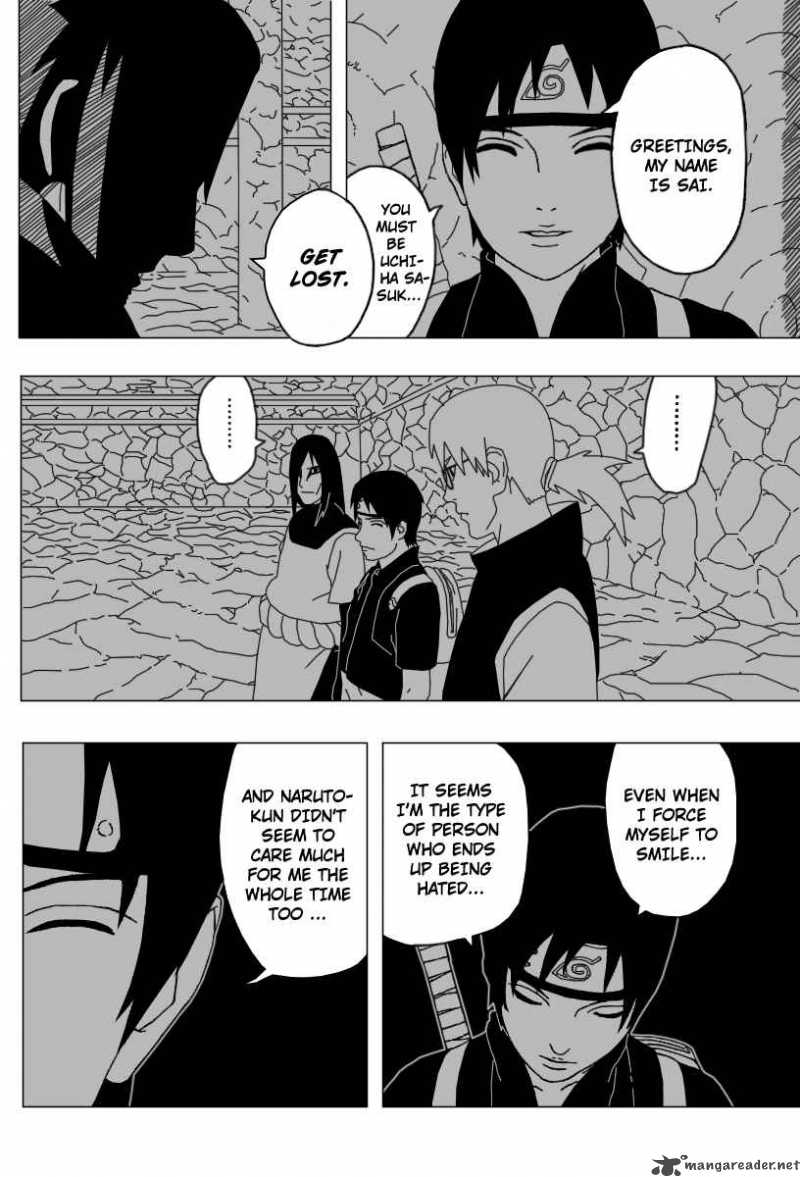 GREETINGS,
MY NAME
IS SAI.
YOU
MUST
BE
UCHI-
HA SA-
SUK...
GET
LOST.
.........
........
EVEN WHEN
I FORCE
MYSELF TO
SMILE...
IT SEEMS
I'M THE TYPE
OF PERSON
WHO ENDS
UP BEING
HATED...
AND NARUTO-
KUN DIDN'T
SEEM TO
CARE MUCH
FOR ME THE
WHOLE TIME
TOO ...
mangareader.net